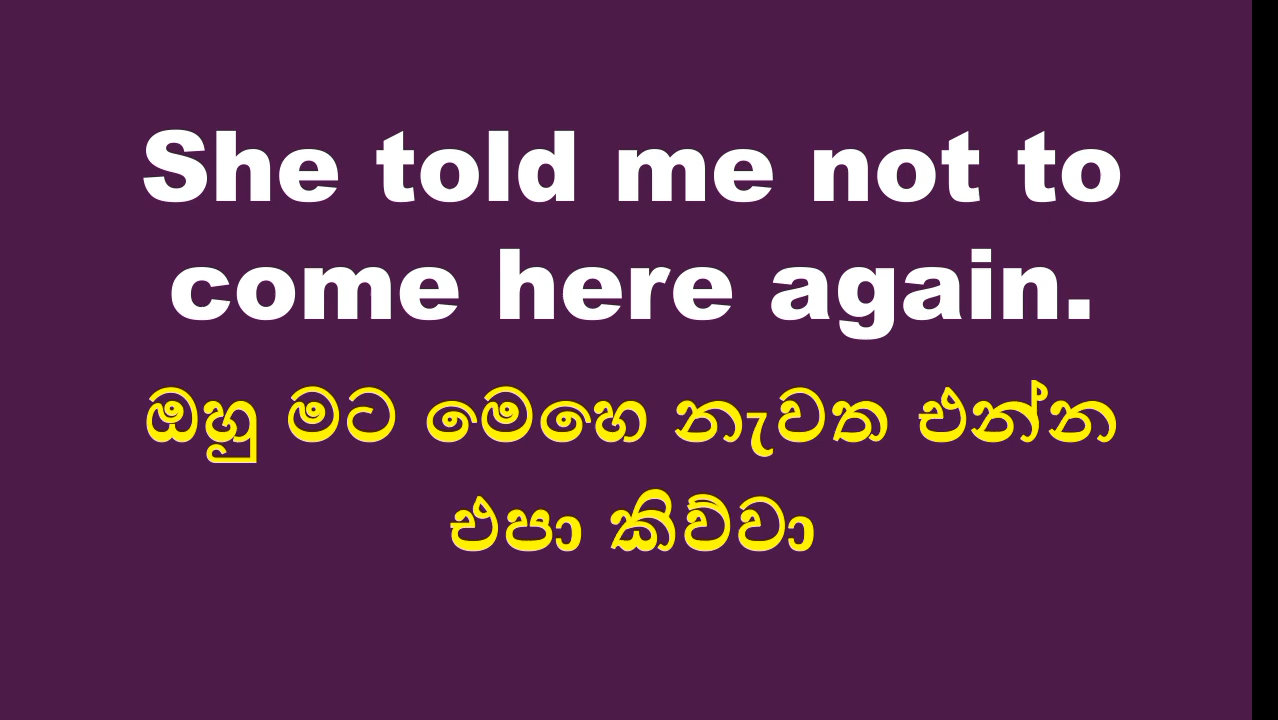 She told me not to
come here again.
ඔහු මට මෙහෙ නැවත එන්න
එපා කිව්වා